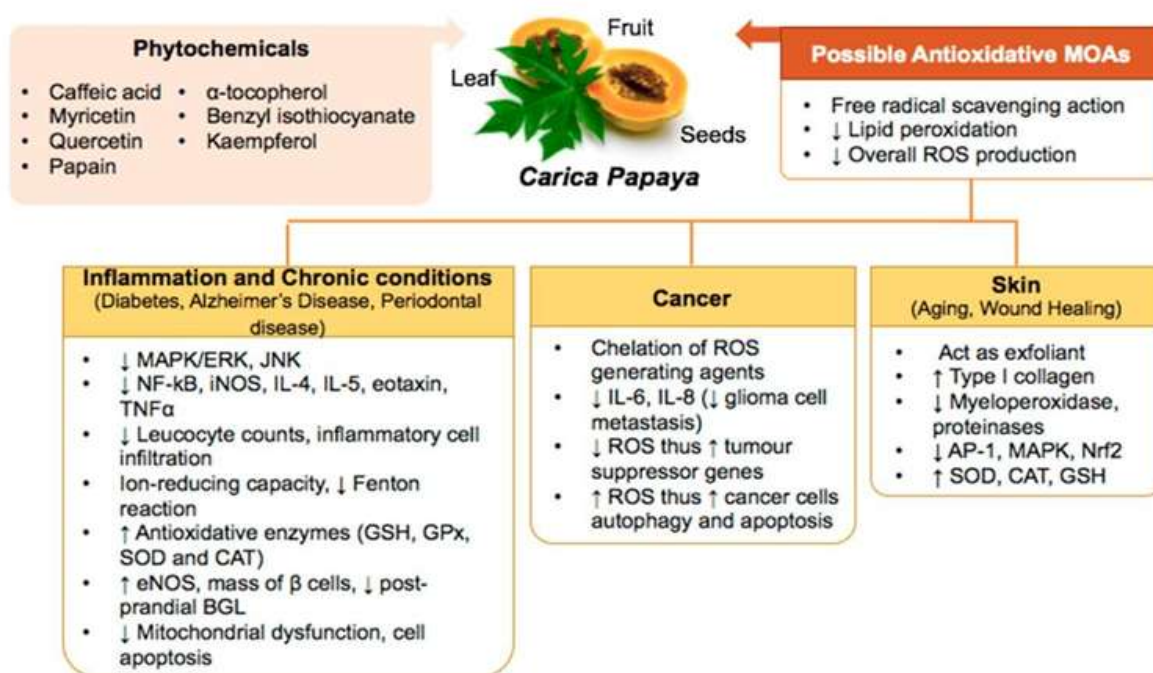 Phytochemicals
• Caffeic acid
• Myricetin
• Quercetin
• Papain
• α-tocopherol
• Benzyl isothiocyanate
• Kaempferol
Fruit
Leaf
Seeds
Carica Papaya
Possible Antioxidative MOAs
• Free radical scavenging action
• ↓ Lipid peroxidation
• ↓ Overall ROS production
Inflammation and Chronic conditions
(Diabetes, Alzheimer's Disease, Periodontal
disease)
• ↓ MAPK/ERK, JNK
• ↓ NF-kB, iNOS, IL-4, IL-5, eotaxin,
TNFα
• ↓ Leucocyte counts, inflammatory cell
infiltration
• Ion-reducing capacity, ↓ Fenton
reaction
• ↑ Antioxidative enzymes (GSH, GPx,
SOD and CAT)
• ↑ eNOS, mass of β cells, ↓ post-
prandial BGL
• ↓ Mitochondrial dysfunction, cell
apoptosis
Cancer
• Chelation of ROS
generating agents
• ↓ IL-6, IL-8 (↓ glioma cell
metastasis)
• ↓ ROS thus ↑ tumour
suppressor genes
• ↑ ROS thus ↑ cancer cells
autophagy and apoptosis
Skin
(Aging, Wound Healing)
• Act as exfoliant
• ↑ Type I collagen
• ↓ Myeloperoxidase,
proteinases
• ↓ AP-1, MAPK, Nrf2
• ↑ SOD, CAT, GSH